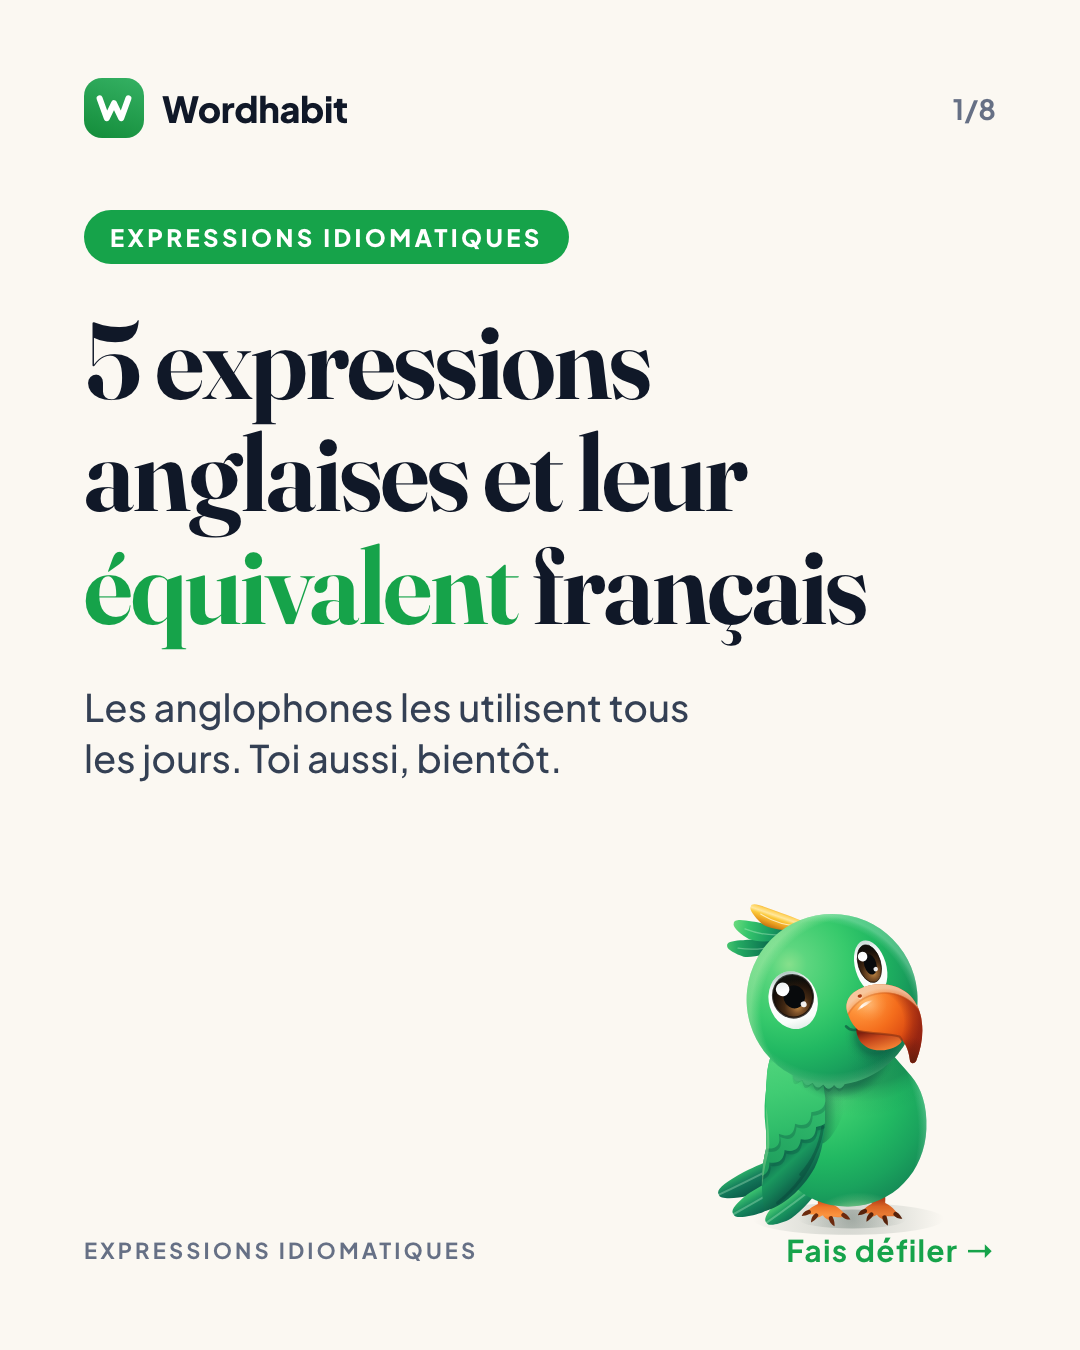 W Wordhabit
1/8
EXPRESSIONS IDIOMATIQUES
5 expressions
anglaises et leur
équivalent français
Les anglophones les utilisent tous
les jours. Toi aussi, bientôt.
EXPRESSIONS IDIOMATIQUES
Fais défiler →